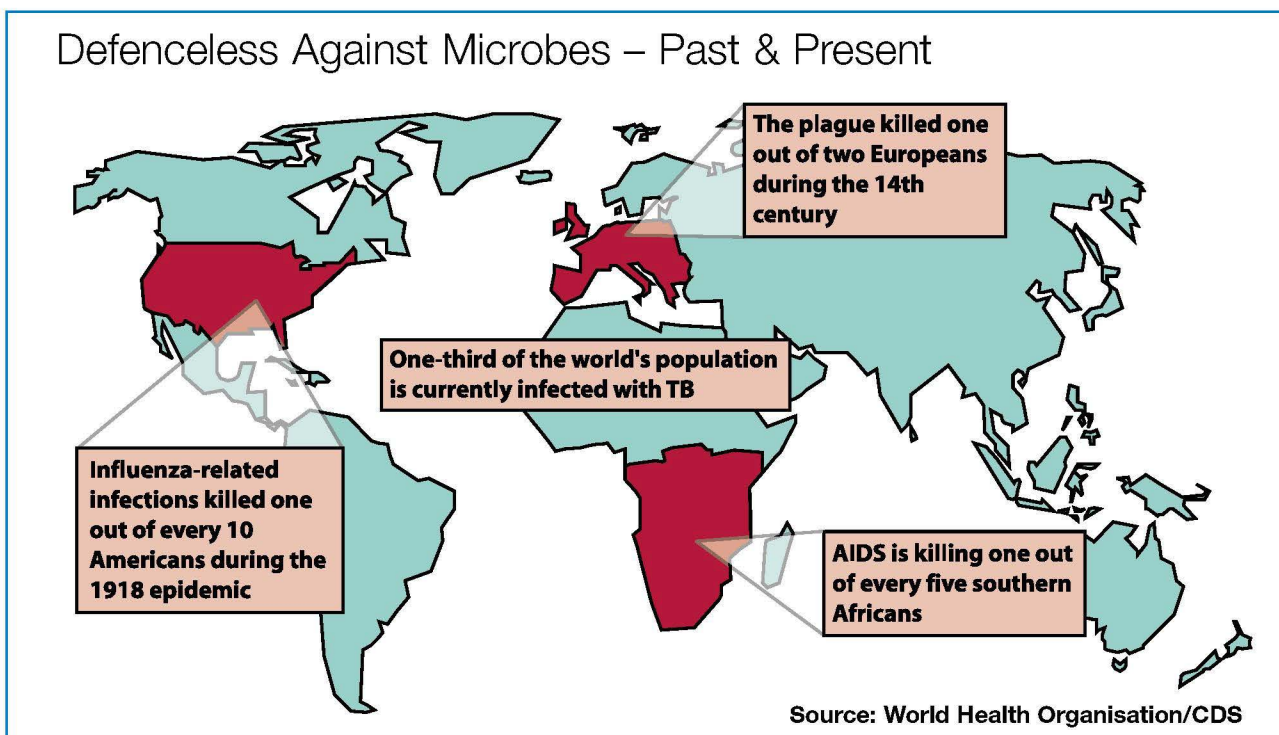 Defenceless Against Microbes – Past & Present
The plague killed one
out of two Europeans
during the 14th
century
One-third of the world's population
is currently infected with TB
Influenza-related
infections killed one
out of every 10
Americans during the
1918 epidemic
AIDS is killing one out
of every five southern
Africans
Source: World Health Organisation/CDS